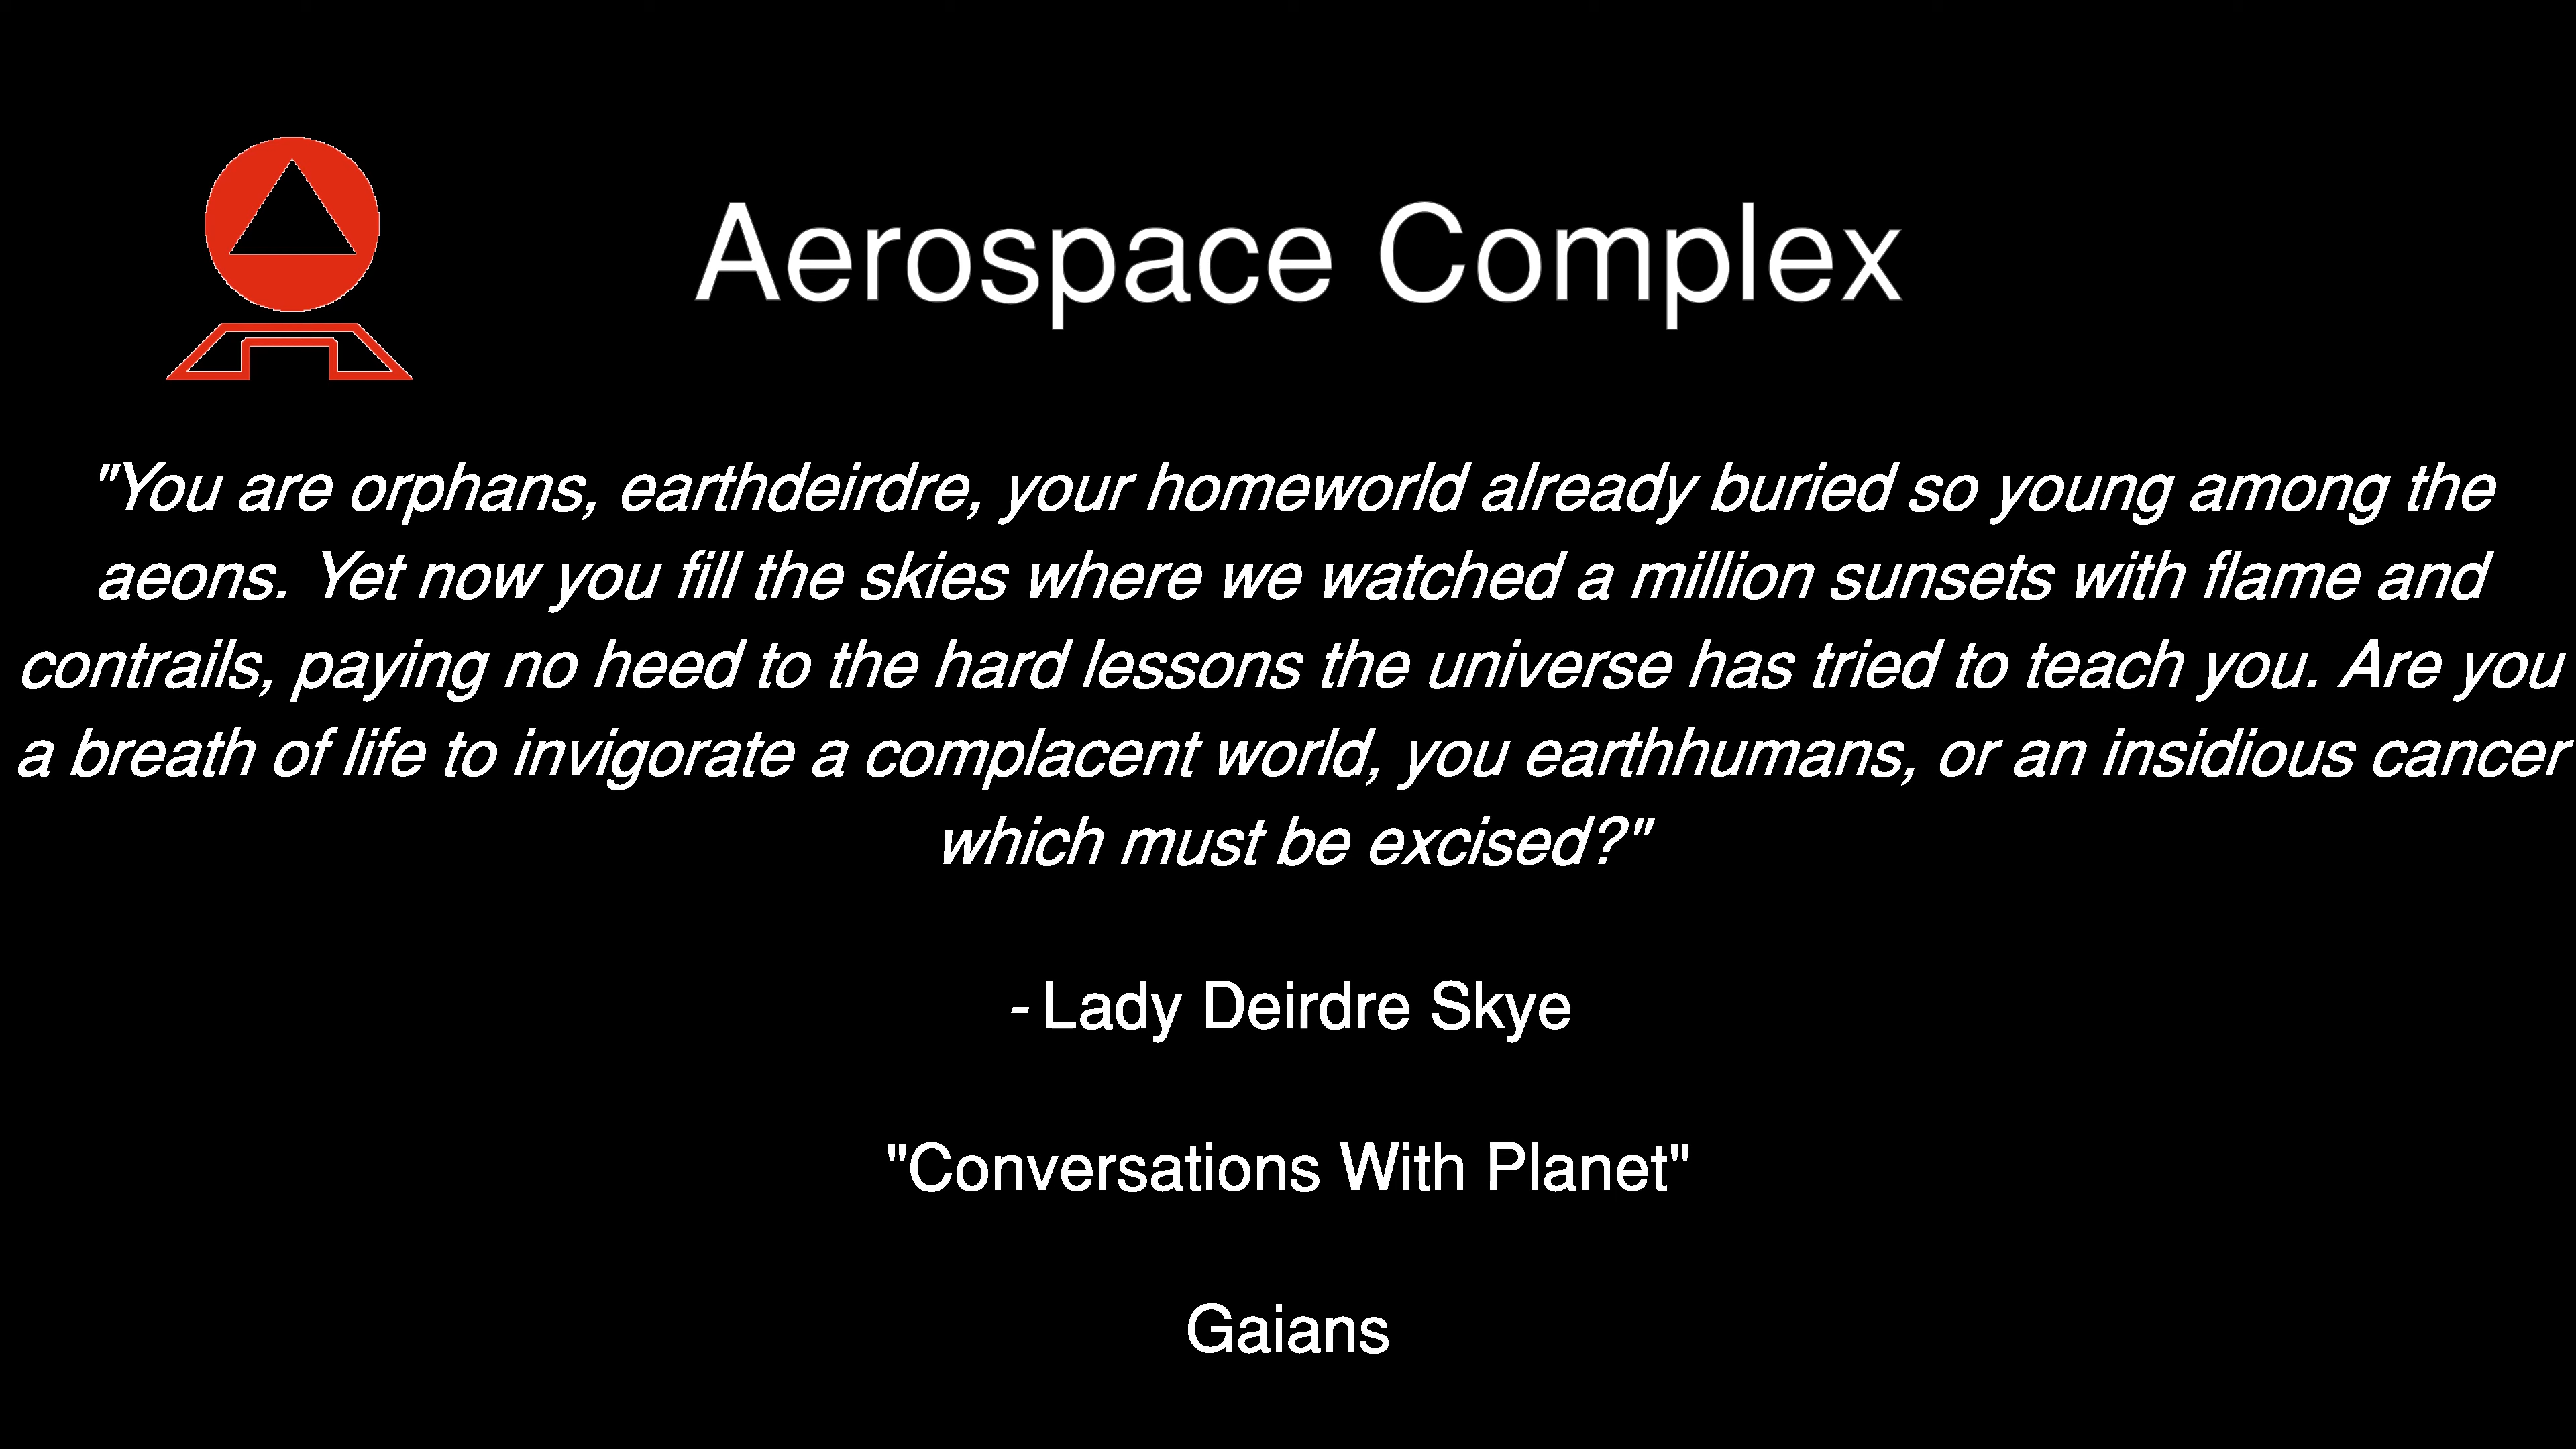 Aerospace Complex
"You are orphans, earthdeirdre, your homeworld already buried so young among the
aeons. Yet now you fill the skies where we watched a million sunsets with flame and
contrails, paying no heed to the hard lessons the universe has tried to teach you. Are you
a breath of life to invigorate a complacent world, you earthhumans, or an insidious cancer
which must be excised?"
- Lady Deirdre Skye
"Conversations With Planet"
Gaians